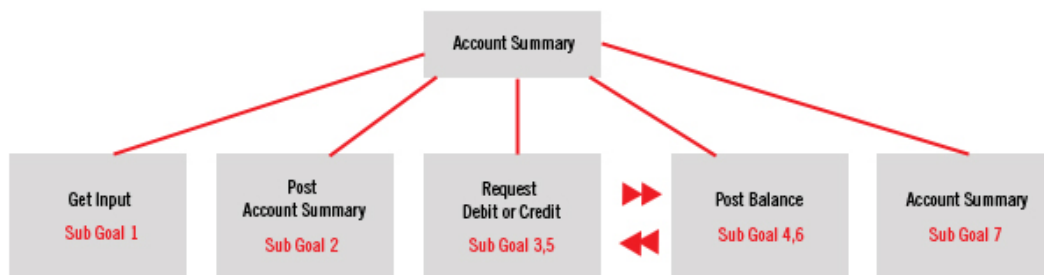 Account Summary
Get Input
Sub Goal 1
Post
Account Summary
Sub Goal 2
Request
Debit or Credit
Sub Goal 3,5
Post Balance
Sub Goal 4,6
Account Summary
Sub Goal 7